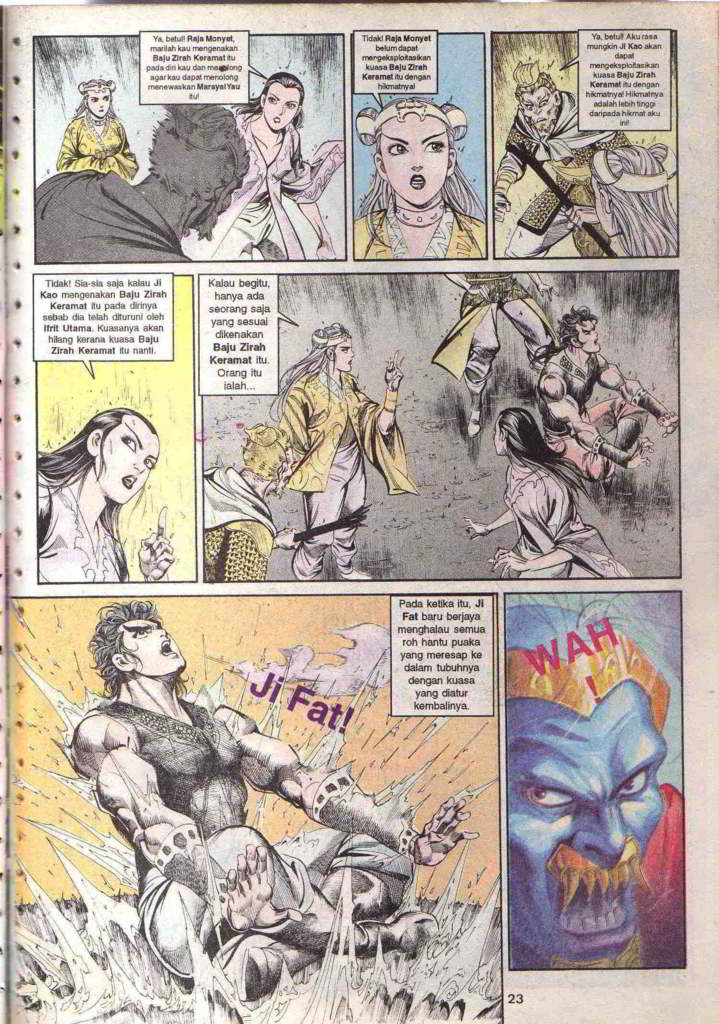 Ya, betul! Raja Monyet,
marilah kau mengenakan
Baju Zirah Keramat itu
pada diri kau dan menolong
agar kau dapat menolong
menewaskan Maraya! Yau
itu!
Tidak! Raja Monyet
belum dapat
mengeksploitasikan
kuasa Baju Zirah
Keramat itu dengan
hikmatnya!
Ya, betul! Aku rasa
mungkin Ji Kao akan
dapat
mengeksploitasikan
kuasa Baju Zirah
Keramat itu dengan
hikmatnya! Hikmatnya
adalah lebih tinggi
daripada hikmat aku
ini!
Tidak! Sia-sia saja kalau Ji
Kao mengenakan Baju Zirah
Keramat itu pada dirinya
sebab dia telah dituruni oleh
Ifrit Utama. Kuasanya akan
hilang kerana kuasa Baju
Zirah Keramat itu nanti.
Kalau begitu,
hanya ada
seorang saja
yang sesuai
dikenakan
Baju Zirah
Keramat itu.
Orang itu
ialah...
Ji Fat!
Pada ketika itu, Ji
Fat baru berjaya
menghalau semua
roh hantu puaka
yang meresap ke
dalam tubuhnya
dengan kuasa
yang diatur
kembalinya.
WAH
!
23